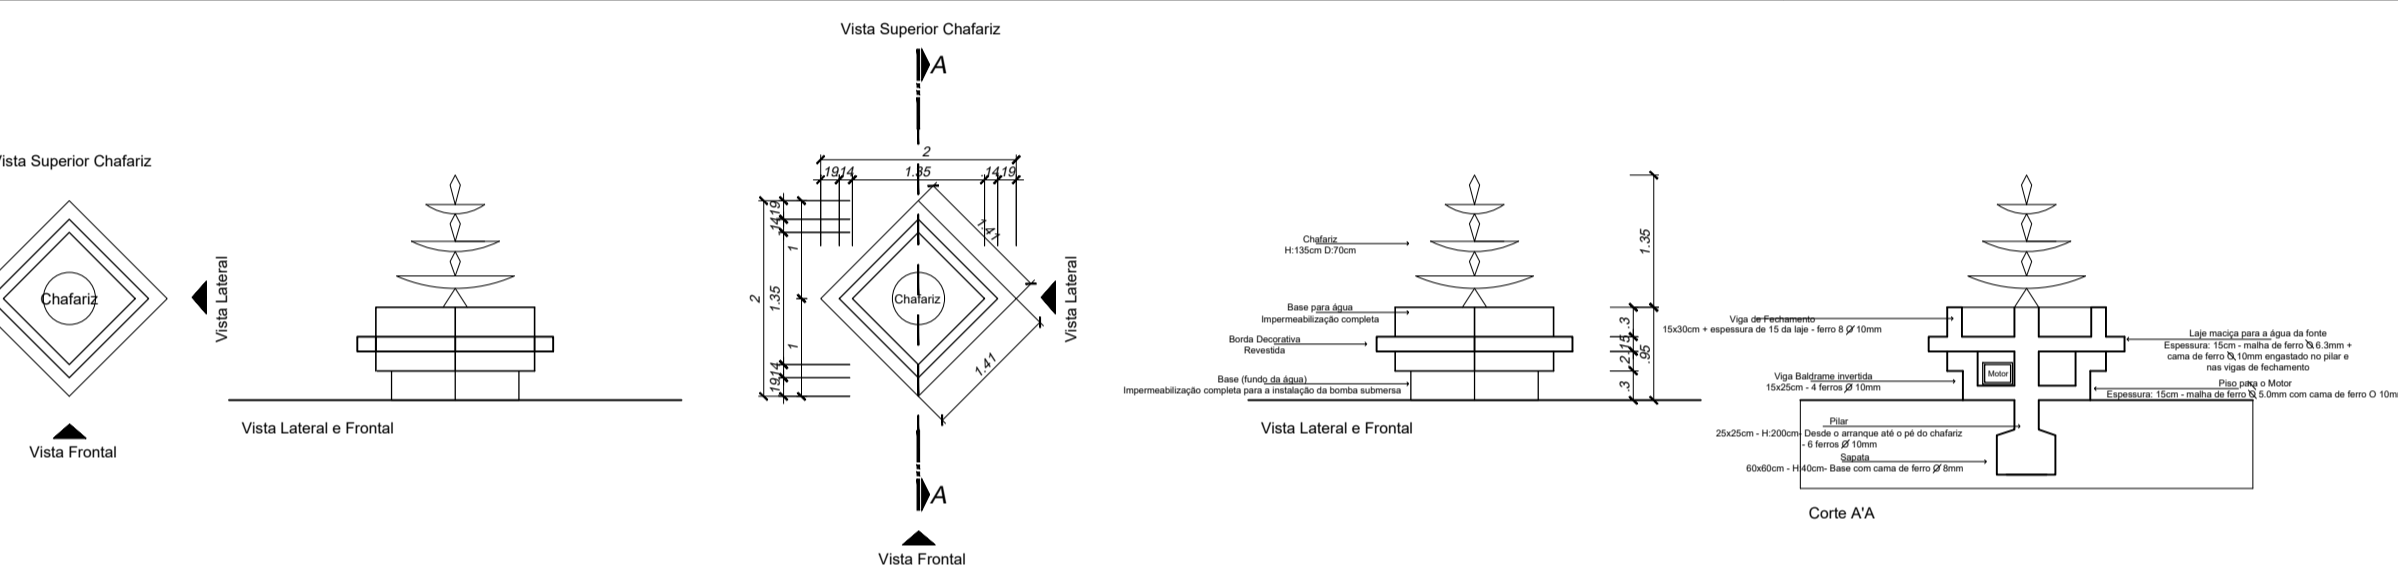 Vista Superior Chafariz
Chafariz
Vista Lateral
Vista Frontal
Vista Lateral e Frontal
Vista Superior Chafariz
A
2
.19 .14 1.35 .14 .19
2
.19 .14 1.35 .14 .19
1
1
1.41
1.41
Chafariz
Vista Lateral
A
Vista Frontal
Chafariz
H:135cm D:70cm
Base para água
Impermeabilização completa
Borda Decorativa
Revestida
Base (fundo da água)
Impermeabilização completa para a instalação da bomba submersa
1.35
.3
.15
.2
.3
.95
Vista Lateral e Frontal
Viga de Fechamento
15x30cm + espessura de 15 da laje - ferro 8 Ø 10mm
Viga Baldrame invertida
15x25cm - 4 ferros Ø 10mm
Pilar
25x25cm - H:200cm- Desde o arranque até o pé do chafariz
- 6 ferros Ø 10mm
Sapata
60x60cm - H:40cm- Base com cama de ferro Ø 8mm
Motor
Laje maciça para a água da fonte
Espessura: 15cm - malha de ferro Ø 6.3mm +
cama de ferro Ø 10mm engastado no pilar e
nas vigas de fechamento
Piso para o Motor
Espessura: 15cm - malha de ferro Ø 5.0mm com cama de ferro O 10m
Corte A'A